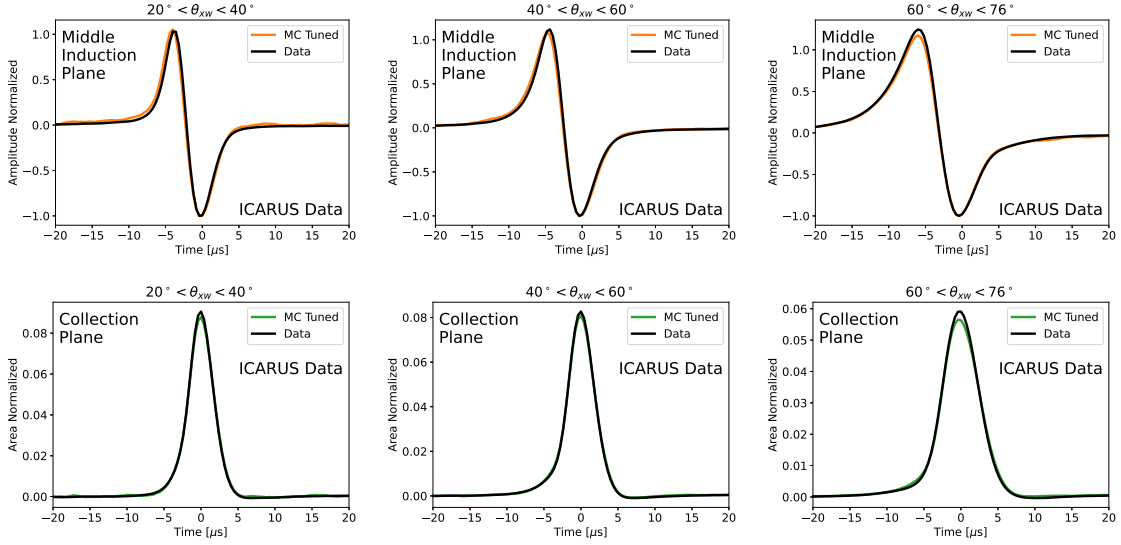 20° < θxw < 40°
Middle
Induction
Plane
MC Tuned
Data
ICARUS Data
Amplitude Normalized
1.0
0.5
0.0
−0.5
−1.0
−20 −15 −10 −5 0 5 10 15 20
Time [μs]
40° < θxw < 60°
Middle
Induction
Plane
MC Tuned
Data
ICARUS Data
Amplitude Normalized
1.0
0.5
0.0
−0.5
−1.0
−20 −15 −10 −5 0 5 10 15 20
Time [μs]
60° < θxw < 76°
Middle
Induction
Plane
MC Tuned
Data
ICARUS Data
Amplitude Normalized
1.0
0.5
0.0
−0.5
−1.0
−20 −15 −10 −5 0 5 10 15 20
Time [μs]
20° < θxw < 40°
Collection
Plane
MC Tuned
Data
ICARUS Data
Area Normalized
0.08
0.06
0.04
0.02
0.00
−20 −15 −10 −5 0 5 10 15 20
Time [μs]
40° < θxw < 60°
Collection
Plane
MC Tuned
Data
ICARUS Data
Area Normalized
0.08
0.06
0.04
0.02
0.00
−20 −15 −10 −5 0 5 10 15 20
Time [μs]
60° < θxw < 76°
Collection
Plane
MC Tuned
Data
ICARUS Data
Area Normalized
0.06
0.05
0.04
0.03
0.02
0.01
0.00
−20 −15 −10 −5 0 5 10 15 20
Time [μs]